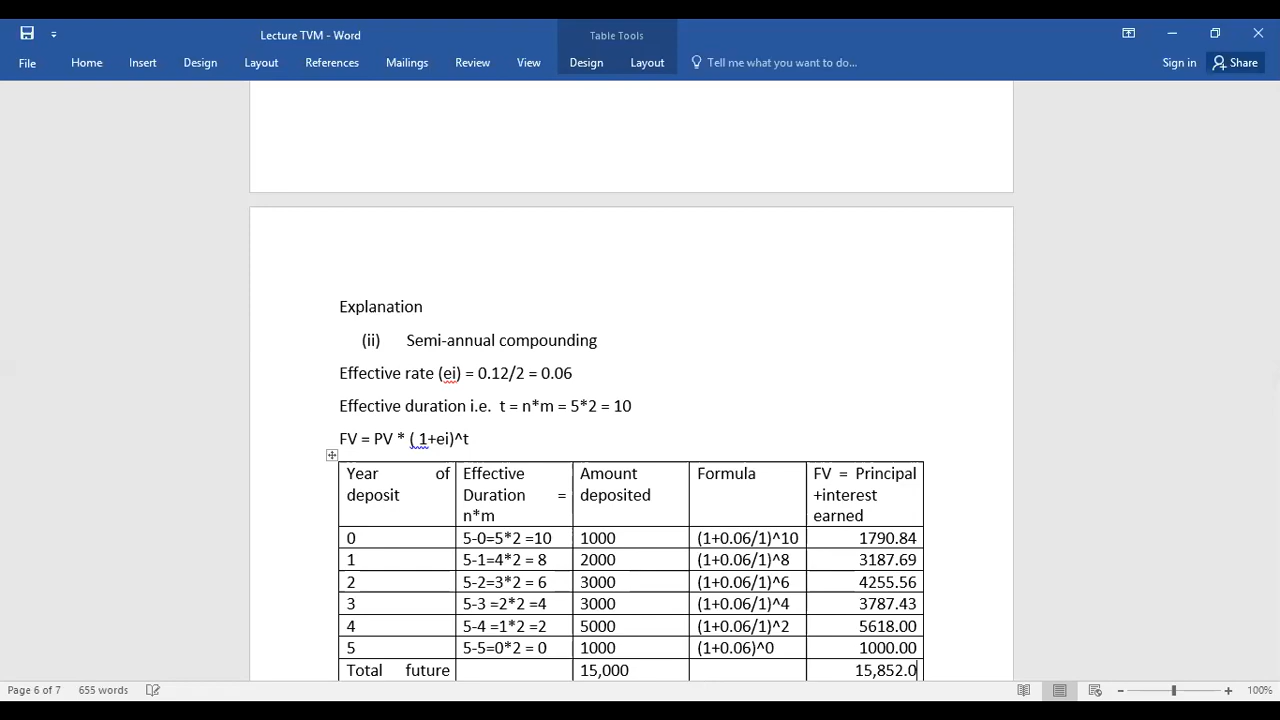 Lecture TVM - Word
Table Tools
File Home Insert Design Layout References Mailings Review View Design Layout Tell me what you want to do... Sign in Share
Explanation
(ii) Semi-annual compounding
Effective rate (ei) = 0.12/2 = 0.06
Effective duration i.e. t = n*m = 5*2 = 10
FV = PV * ( 1+ei)^t
Year of deposit Effective Duration = n*m Amount deposited Formula FV = Principal +interest earned
0 5-0=5*2 =10 1000 (1+0.06/1)^10 1790.84
1 5-1=4*2 = 8 2000 (1+0.06/1)^8 3187.69
2 5-2=3*2 = 6 3000 (1+0.06/1)^6 4255.56
3 5-3 =2*2 =4 3000 (1+0.06/1)^4 3787.43
4 5-4 =1*2 =2 5000 (1+0.06/1)^2 5618.00
5 5-5=0*2 = 0 1000 (1+0.06)^0 1000.00
Total future 15,000 15,852.0
Page 6 of 7 655 words 100%